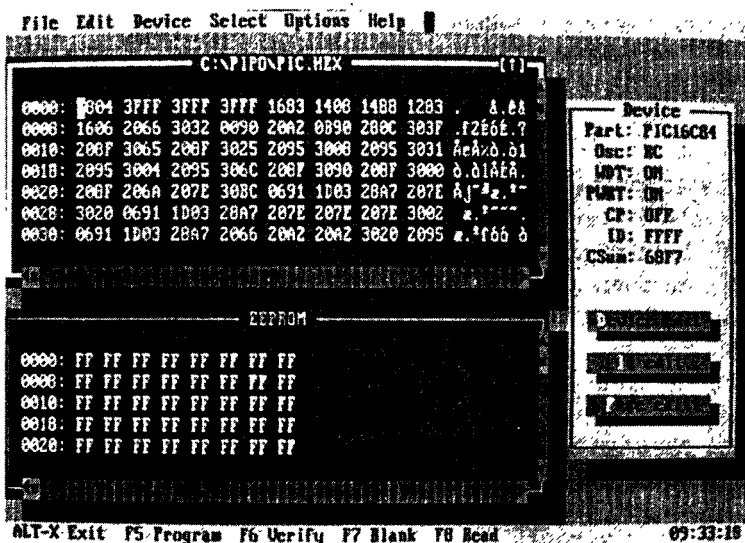 File Edit Device Select Options Help
C:\PIPO\PIC.HEX [↑]
0000: 2804 3FFF 3FFF 3FFF 1683 1408 1488 1283
0008: 1606 2066 3032 0090 20A2 0B90 280C 303F
0010: 208F 3065 208F 3025 2095 3008 2095 3031
0018: 2095 3004 2095 306C 208F 3090 208F 3000
0020: 208F 206A 207E 308C 0691 1D03 28A7 207E
0028: 3020 0691 1D03 28A7 207E 207E 207E 3002
0030: 0691 1D03 28A7 2066 20A2 20A2 3020 2095
EEPROM
0000: FF FF FF FF FF FF FF FF
0008: FF FF FF FF FF FF FF FF
0010: FF FF FF FF FF FF FF FF
0018: FF FF FF FF FF FF FF FF
0020: FF FF FF FF FF FF FF FF
Device
Part: PIC16C84
Osc: RC
WDT: ON
PWRT: ON
CP: OFF
ID: FFFF
CSum: 68F7
ALT-X Exit F5 Program F6 Verify F7 Blank F8 Read 09:33:18